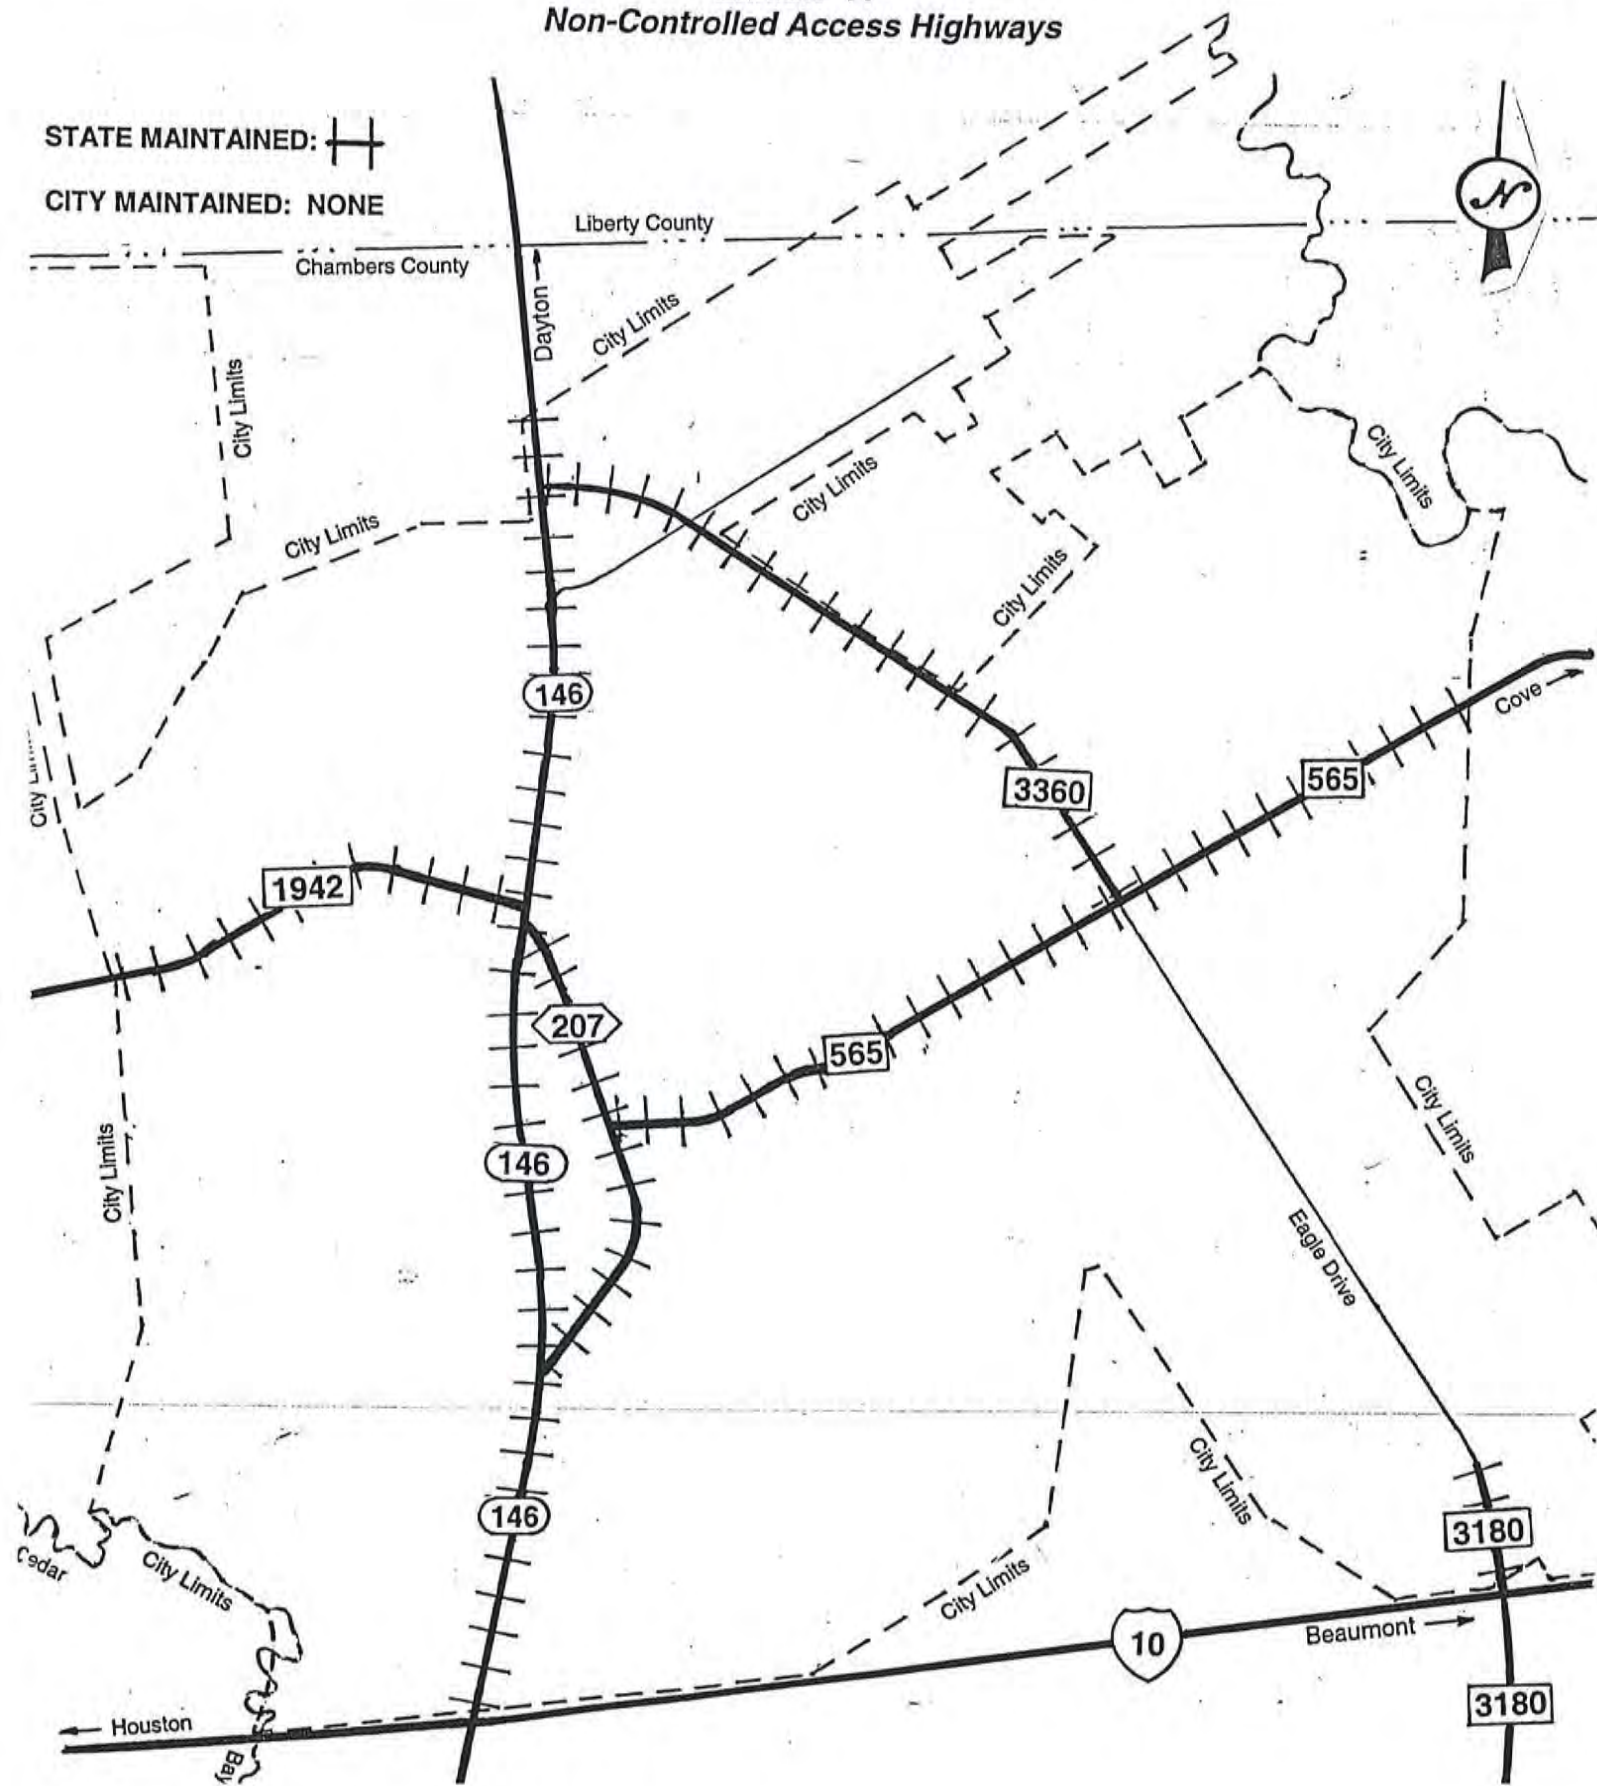 Non-Controlled Access Highways
STATE MAINTAINED:
CITY MAINTAINED: NONE
N
Liberty County
Chambers County
Dayton
City Limits
City Limits
City Limits
City Limits
City Limits
City Limits
146
Cove
City
3360
565
1942
207
565
City Limits
146
City Limits
Eagle Drive
City Limits
146
3180
Cedar
City Limits
City Limits
10
Beaumont
3180
Houston
Bay